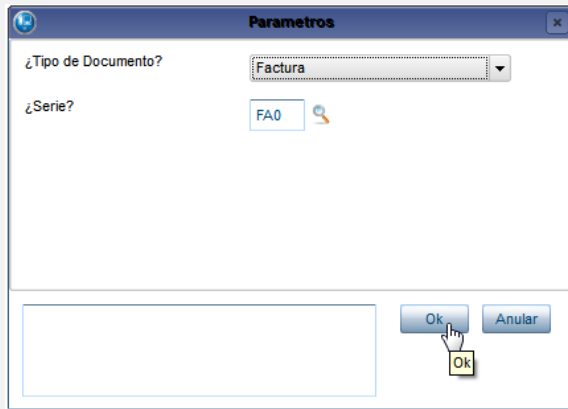 Parametros
¿Tipo de Documento?
Factura
¿Serie?
FA0
Ok
Anular
Ok